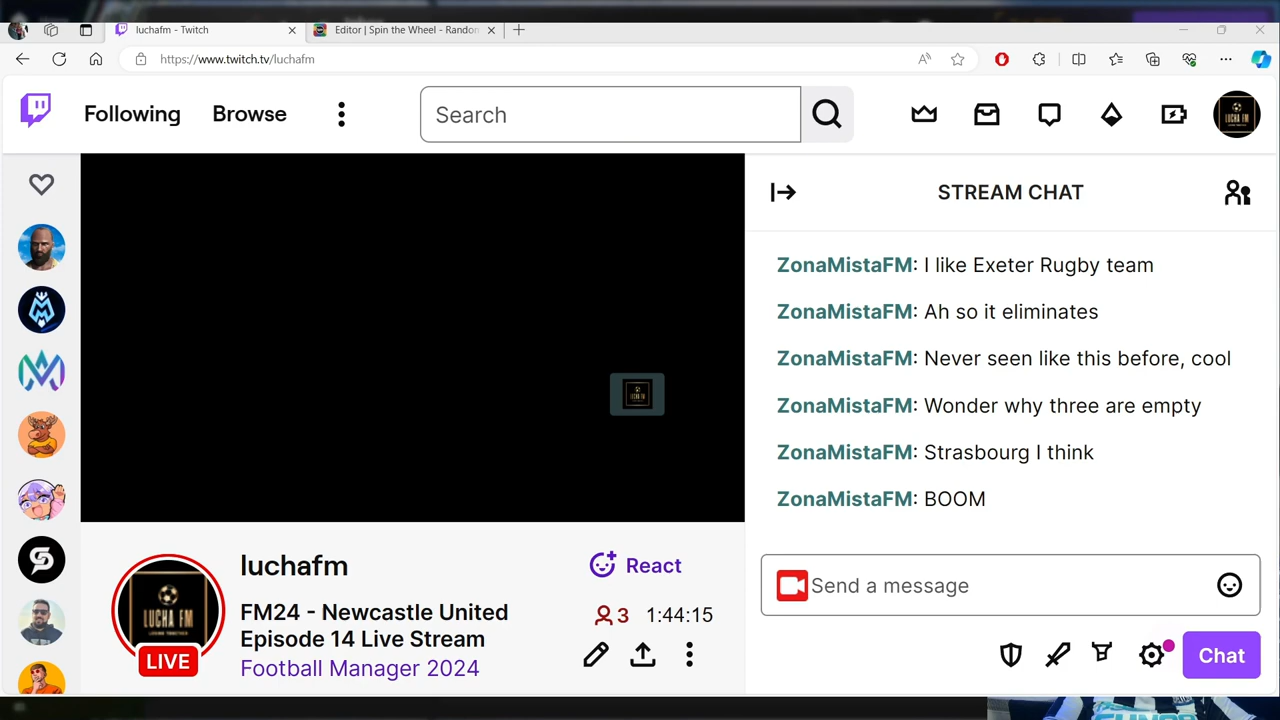 luchafm - Twitch
Editor | Spin the Wheel - Random
https://www.twitch.tv/luchafm
Following
Browse
Search
STREAM CHAT
ZonaMistaFM: I like Exeter Rugby team
ZonaMistaFM: Ah so it eliminates
ZonaMistaFM: Never seen like this before, cool
ZonaMistaFM: Wonder why three are empty
ZonaMistaFM: Strasbourg I think
ZonaMistaFM: BOOM
luchafm
React
FM24 - Newcastle United
Episode 14 Live Stream
3 1:44:15
Football Manager 2024
LUCHA FM
LIVE
Send a message
Chat